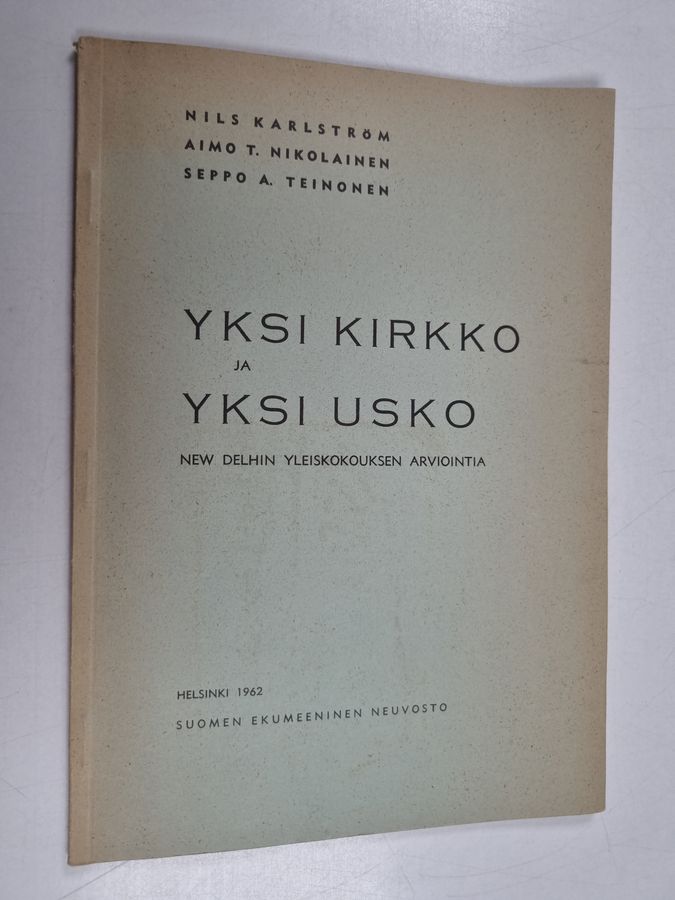 NILS KARLSTRÖM
AIMO T. NIKOLAINEN
SEPPO A. TEINONEN
YKSI KIRKKO
JA
YKSI USKO
NEW DELHIN YLEISKOKOUKSEN ARVIOINTIA
HELSINKI 1962
SUOMEN EKUMEENINEN NEUVOSTO